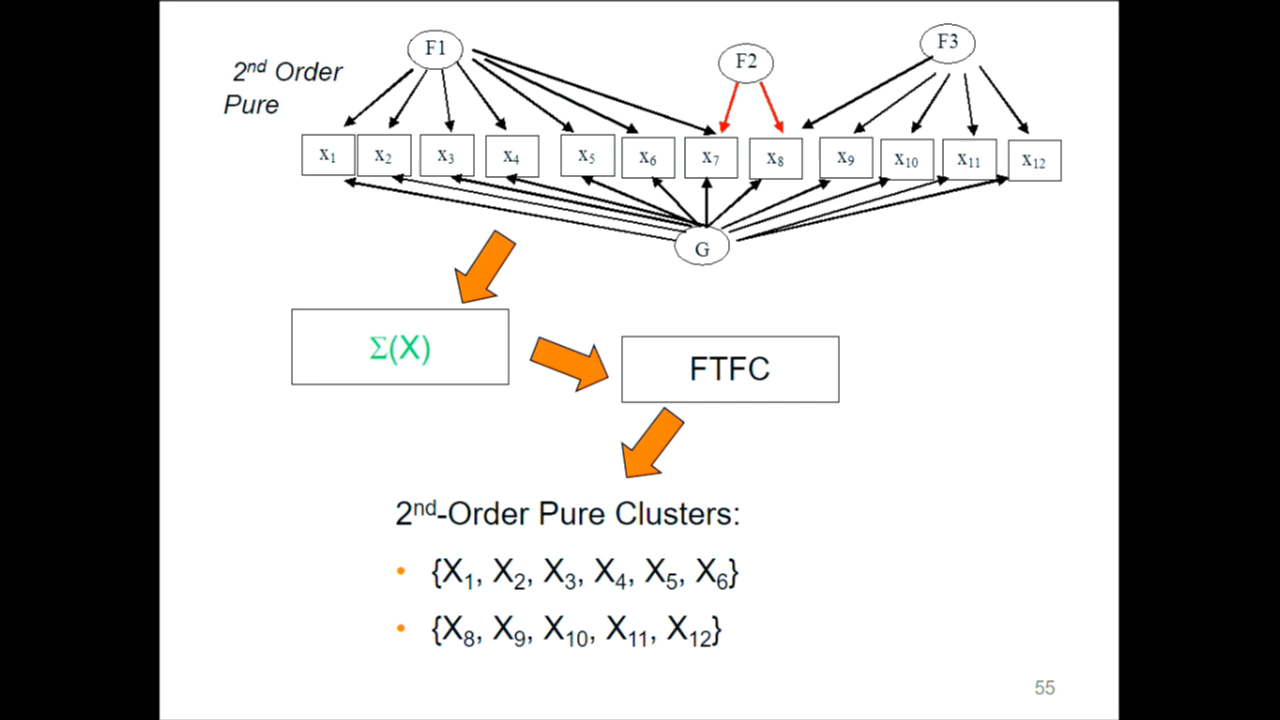 F1
F2
F3
2nd Order
Pure
x1 x2 x3 x4 x5 x6 x7 x8 x9 x10 x11 x12
G
Σ(X)
FTFC
2nd-Order Pure Clusters:
• {X1, X2, X3, X4, X5, X6}
• {X8, X9, X10, X11, X12}
55